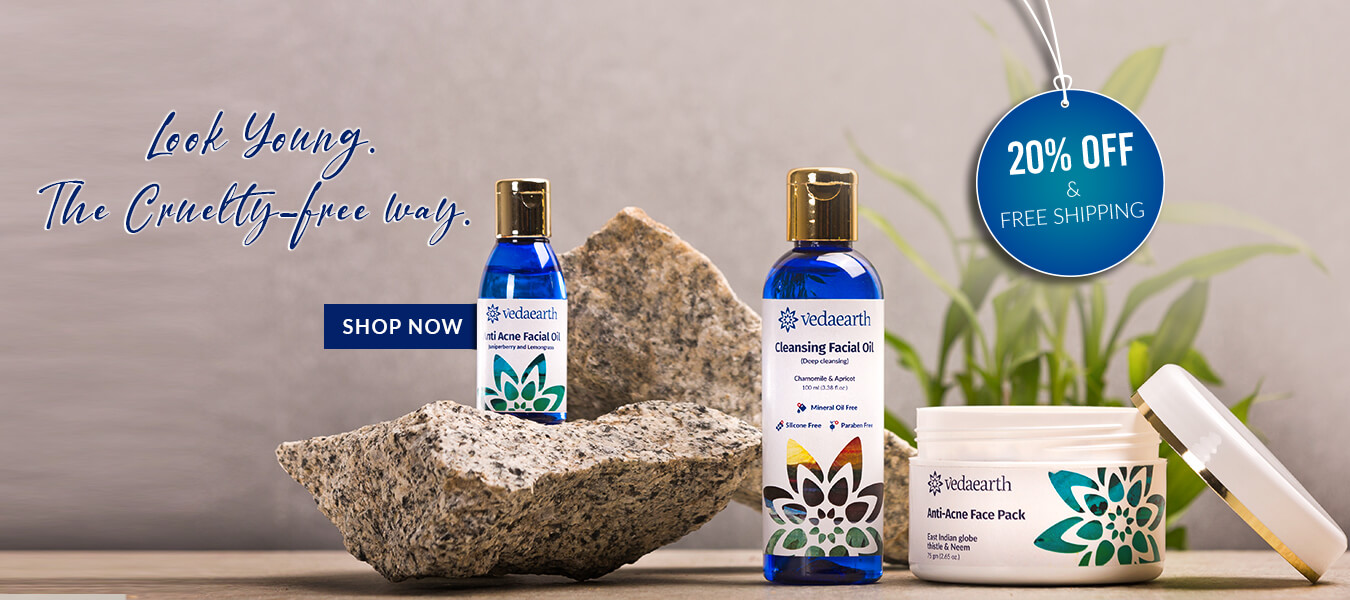 Look Young.
The Cruelty-free way.
SHOP NOW
vedaearth
nti Acne Facial Oil
Juniperberry and Lemongrass
vedaearth
Cleansing Facial Oil
(Deep cleansing)
Chamomile & Apricot
100 ml (3.38 fl oz.)
Mineral Oil Free
Silicone Free Paraben Free
20% OFF
&
FREE SHIPPING
vedaearth
Anti-Acne Face Pack
East Indian globe
thistle & Neem
75 gm (2.65 oz.)